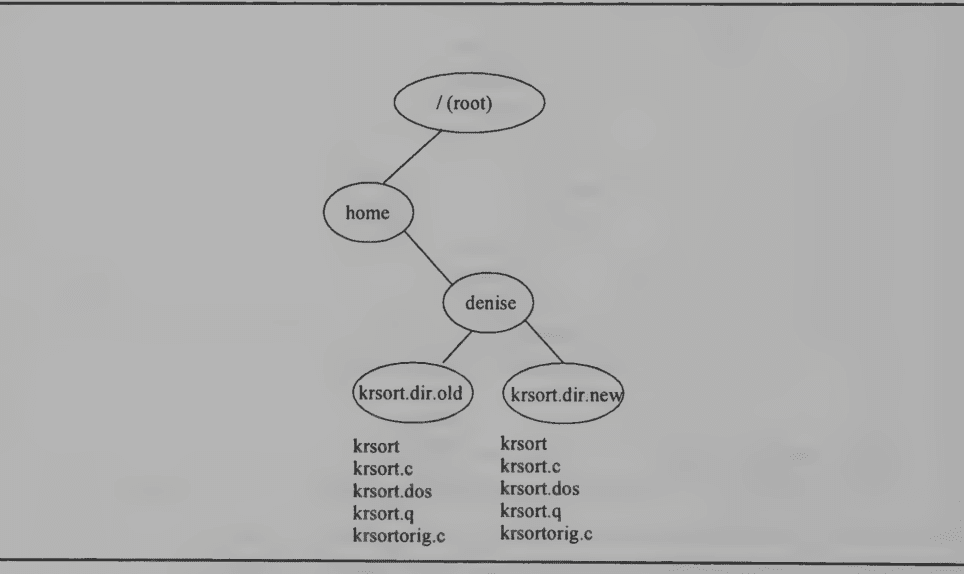 / (root)
home
denise
krsort.dir.old
krsort.dir.new
krsort
krsort.c
krsort.dos
krsort.q
krsortorig.c
krsort
krsort.c
krsort.dos
krsort.q
krsortorig.c